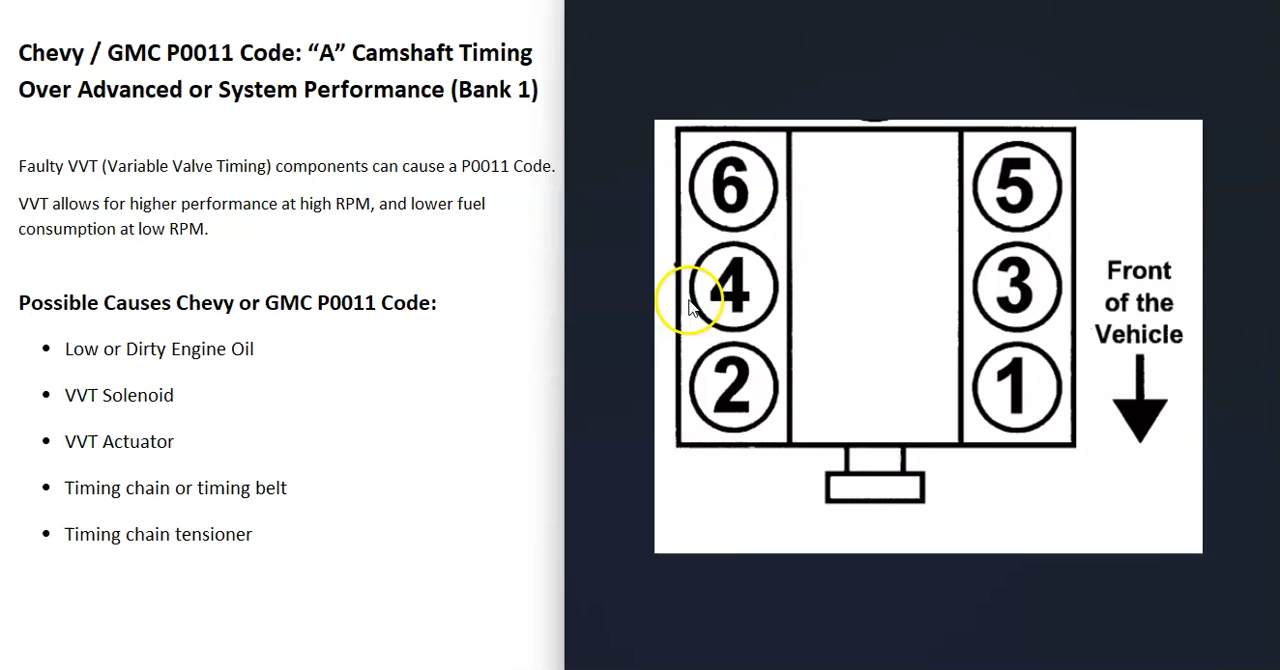 Chevy / GMC P0011 Code: “A” Camshaft Timing
Over Advanced or System Performance (Bank 1)
Faulty VVT (Variable Valve Timing) components can cause a P0011 Code.
VVT allows for higher performance at high RPM, and lower fuel
consumption at low RPM.
Possible Causes Chevy or GMC P0011 Code:
• Low or Dirty Engine Oil
• VVT Solenoid
• VVT Actuator
• Timing chain or timing belt
• Timing chain tensioner
6 5
4 3
2 1
Front
of the
Vehicle